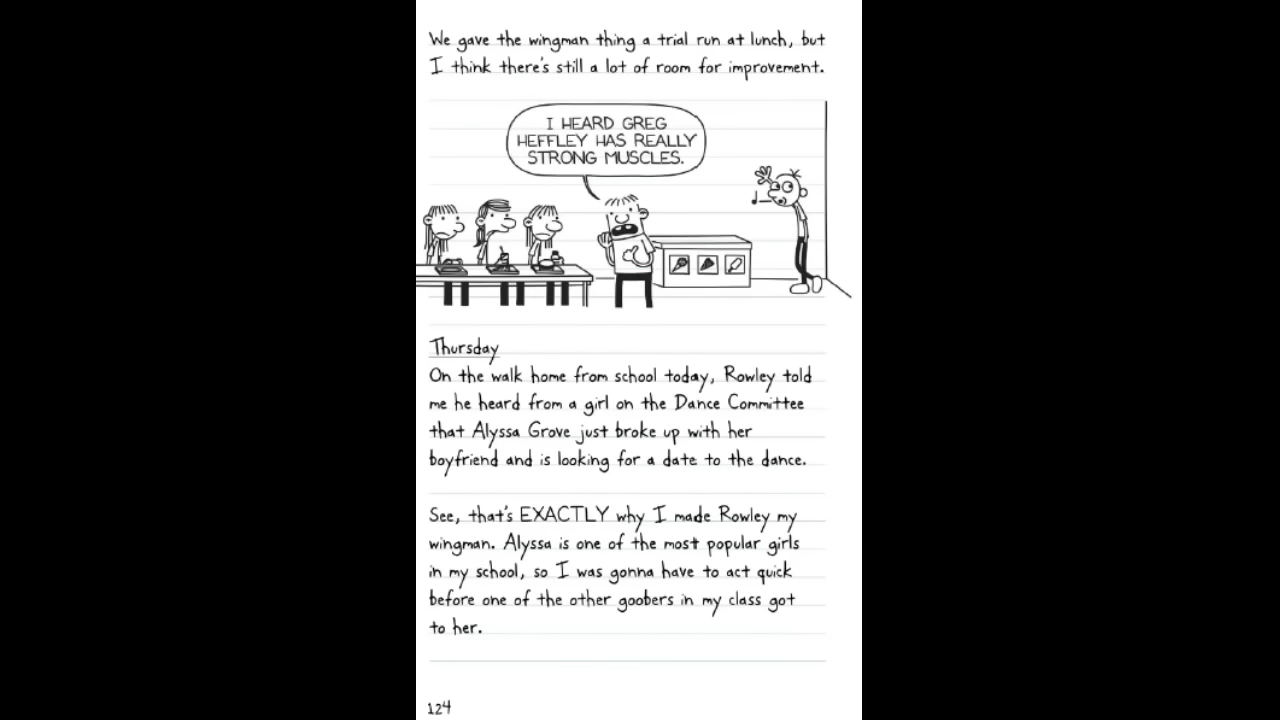 We gave the wingman thing a trial run at lunch, but
I think there's still a lot of room for improvement.
I HEARD GREG
HEFFLEY HAS REALLY
STRONG MUSCLES.
Thursday
On the walk home from school today, Rowley told
me he heard from a girl on the Dance Committee
that Alyssa Grove just broke up with her
boyfriend and is looking for a date to the dance.
See, that's EXACTLY why I made Rowley my
wingman. Alyssa is one of the most popular girls
in my school, so I was gonna have to act quick
before one of the other goobers in my class got
to her.
124